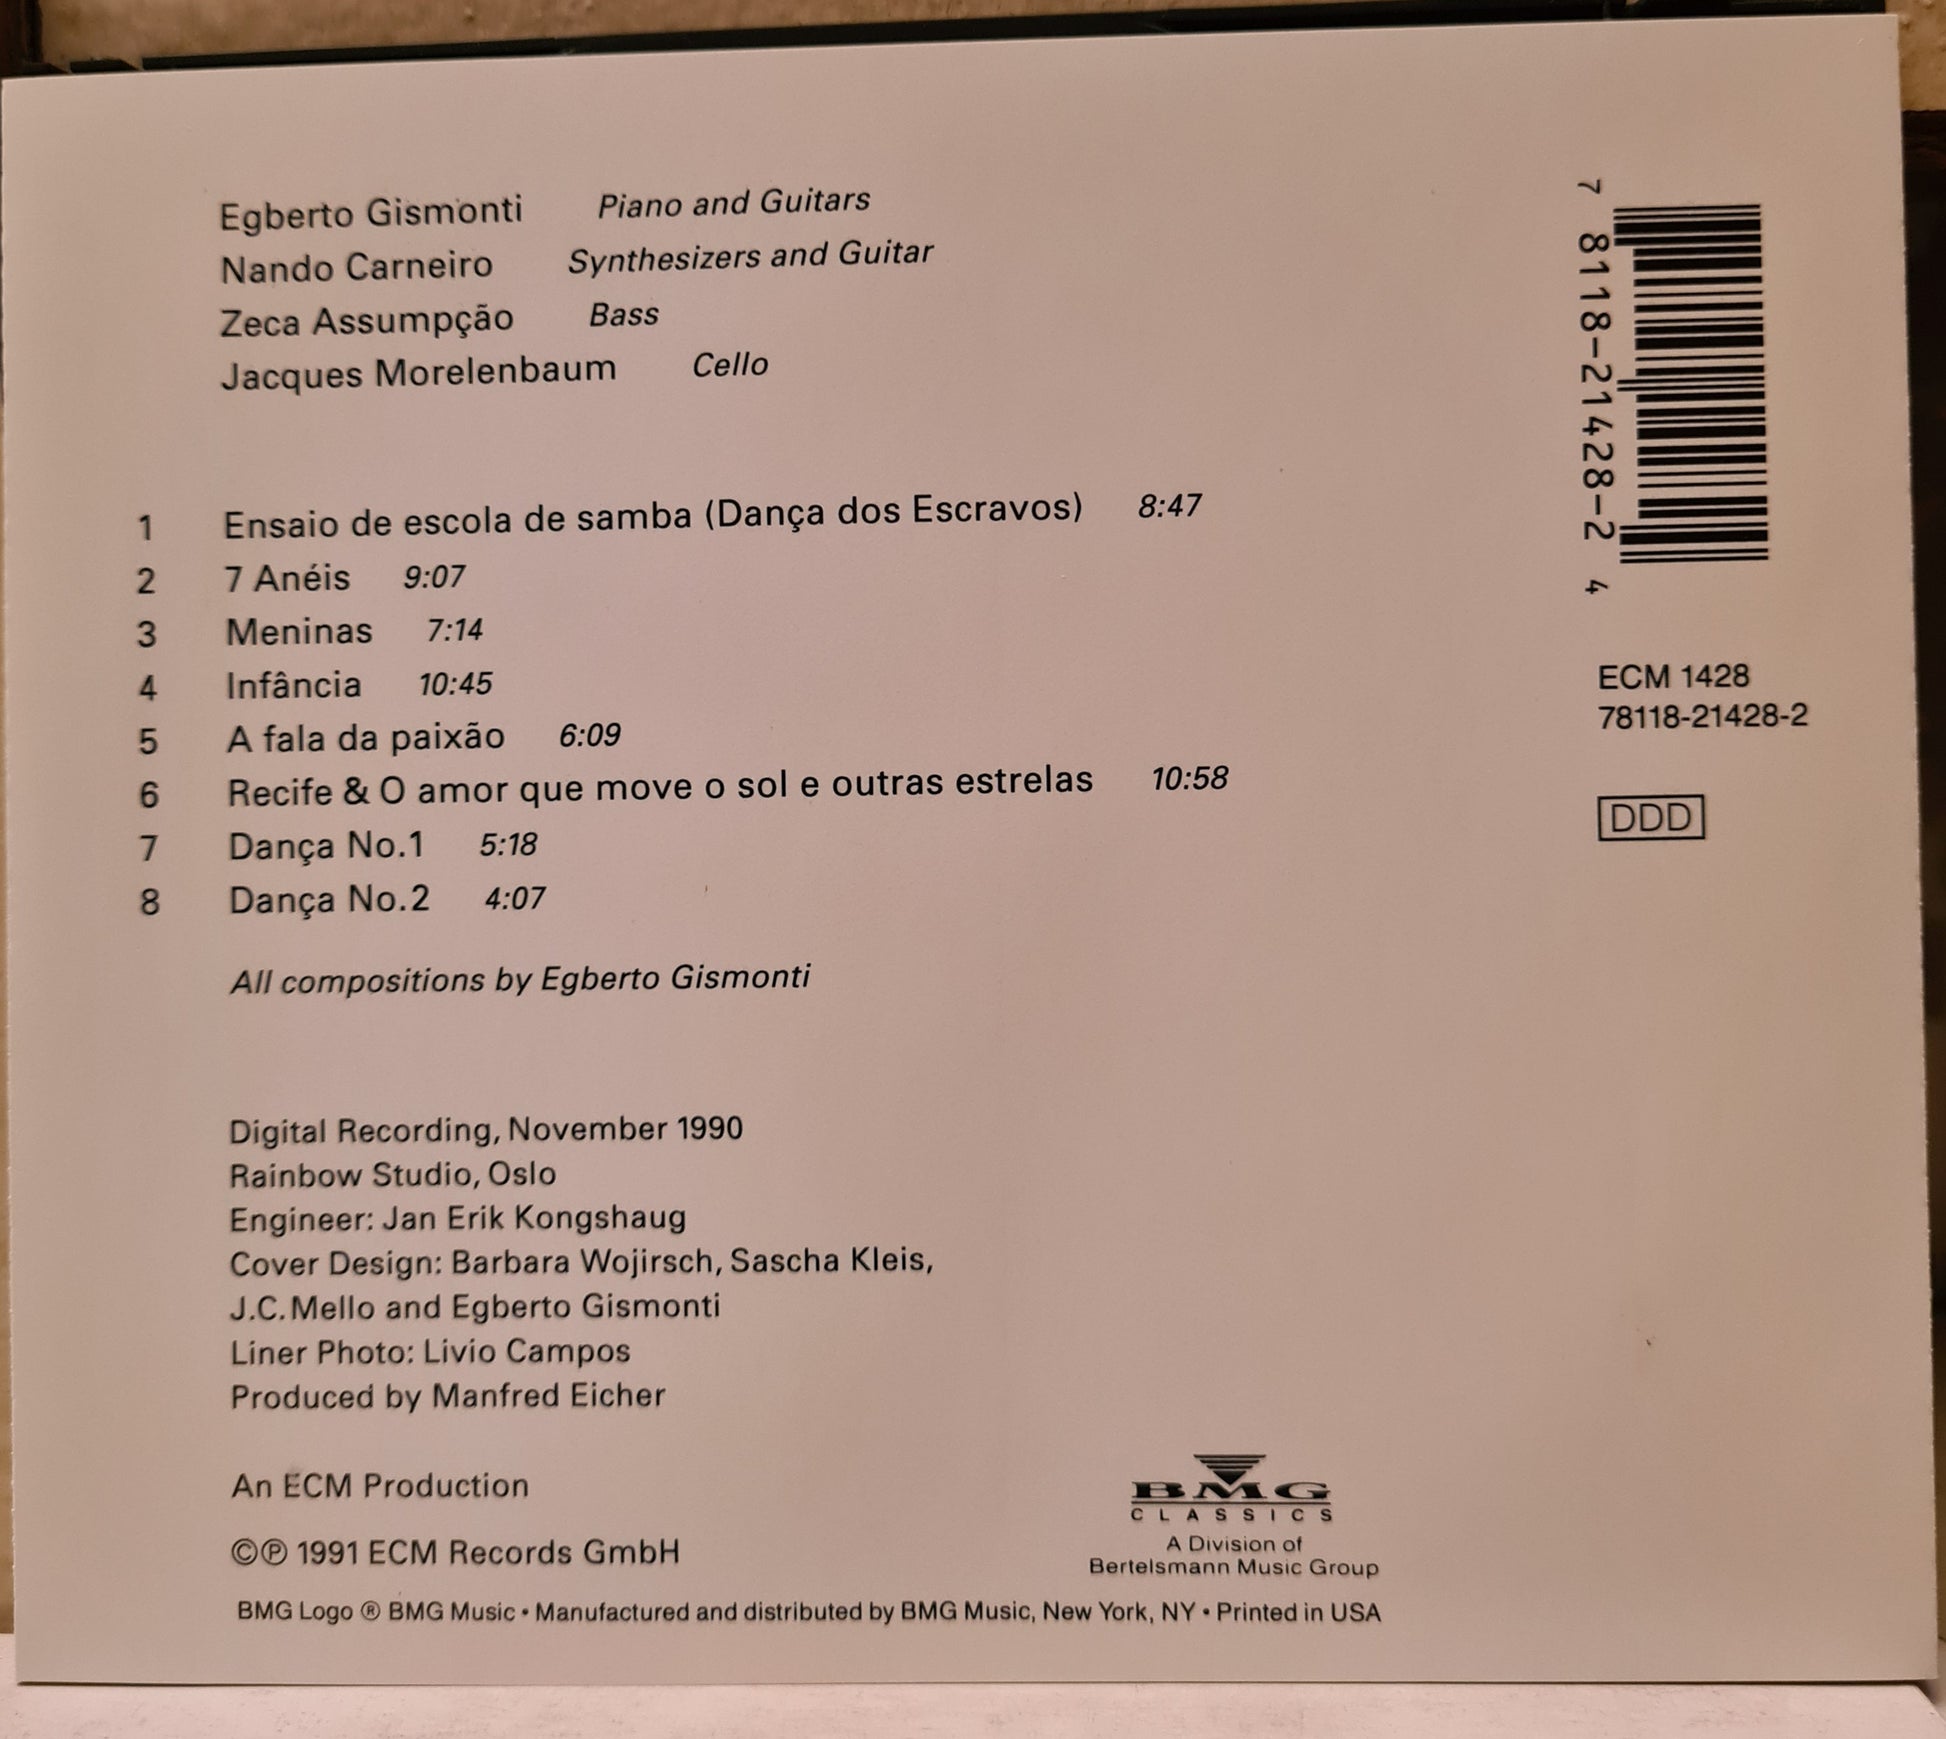 Egberto Gismonti Piano and Guitars
Nando Carneiro Synthesizers and Guitar
Zeca Assumpção Bass
Jacques Morelenbaum Cello
1 Ensaio de escola de samba (Dança dos Escravos) 8:47
2 7 Anéis 9:07
3 Meninas 7:14
4 Infância 10:45
5 A fala da paixão 6:09
6 Recife & O amor que move o sol e outras estrelas 10:58
7 Dança No.1 5:18
8 Dança No.2 4:07
All compositions by Egberto Gismonti
Digital Recording, November 1990
Rainbow Studio, Oslo
Engineer: Jan Erik Kongshaug
Cover Design: Barbara Wojirsch, Sascha Kleis,
J.C.Mello and Egberto Gismonti
Liner Photo: Livio Campos
Produced by Manfred Eicher
An ECM Production
©℗ 1991 ECM Records GmbH
BMG
CLASSICS
A Division of
Bertelsmann Music Group
BMG Logo ® BMG Music • Manufactured and distributed by BMG Music, New York, NY • Printed in USA
7 8118-21428-2 4
ECM 1428
78118-21428-2
DDD